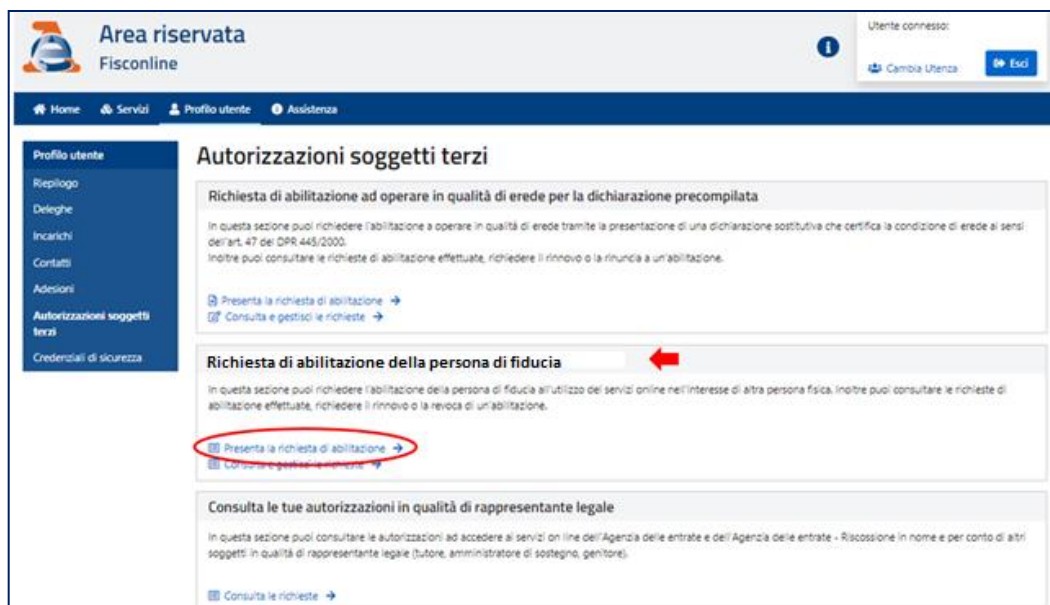 Area riservata
Fisconline
Utente connesso:
Cambia Utenza
Esci
Home Servizi Profilo utente Assistenza
Profilo utente
Riepilogo
Deleghe
Incarichi
Contatti
Adesioni
Autorizzazioni soggetti
terzi
Credenziali di sicurezza
Autorizzazioni soggetti terzi
Richiesta di abilitazione ad operare in qualità di erede per la dichiarazione precompilata
In questa sezione puoi richiedere l'abilitazione a operare in qualità di erede tramite la presentazione di una dichiarazione sostitutiva che certifica la condizione di erede ai sensi
dell'art. 47 del DPR 445/2000.
Inoltre puoi consultare le richieste di abilitazione effettuate, richiedere il rinnovo o la rinuncia a un'abilitazione.
Presenta la richiesta di abilitazione →
Consulta e gestisci le richieste →
Richiesta di abilitazione della persona di fiducia
In questa sezione puoi richiedere l'abilitazione della persona di fiducia all'utilizzo dei servizi online nell'interesse di altra persona fisica. Inoltre puoi consultare le richieste di
abilitazione effettuate, richiedere il rinnovo o la revoca di un'abilitazione.
Presenta la richiesta di abilitazione →
Consulta e gestisci le richieste →
Consulta le tue autorizzazioni in qualità di rappresentante legale
In questa sezione puoi consultare le autorizzazioni ad accedere ai servizi on line dell'Agenzia delle entrate e dell'Agenzia delle entrate - Riscossione in nome e per conto di altri
soggetti in qualità di rappresentante legale (tutore, amministratore di sostegno, genitore).
Consulta le richieste →